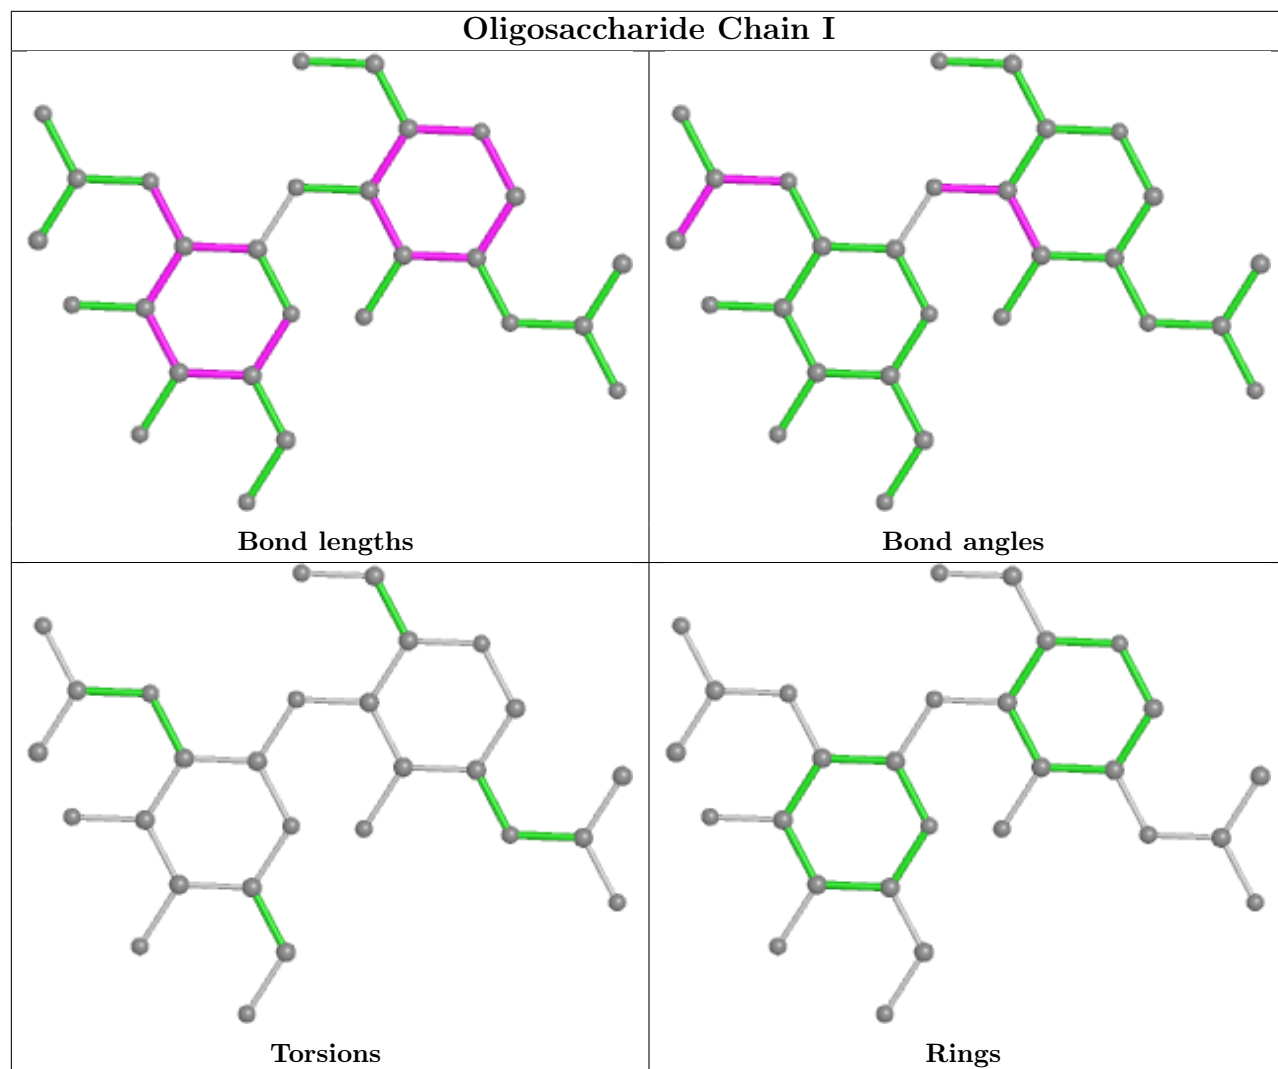 Oligosaccharide Chain I
Bond lengths
Bond angles
Torsions
Rings